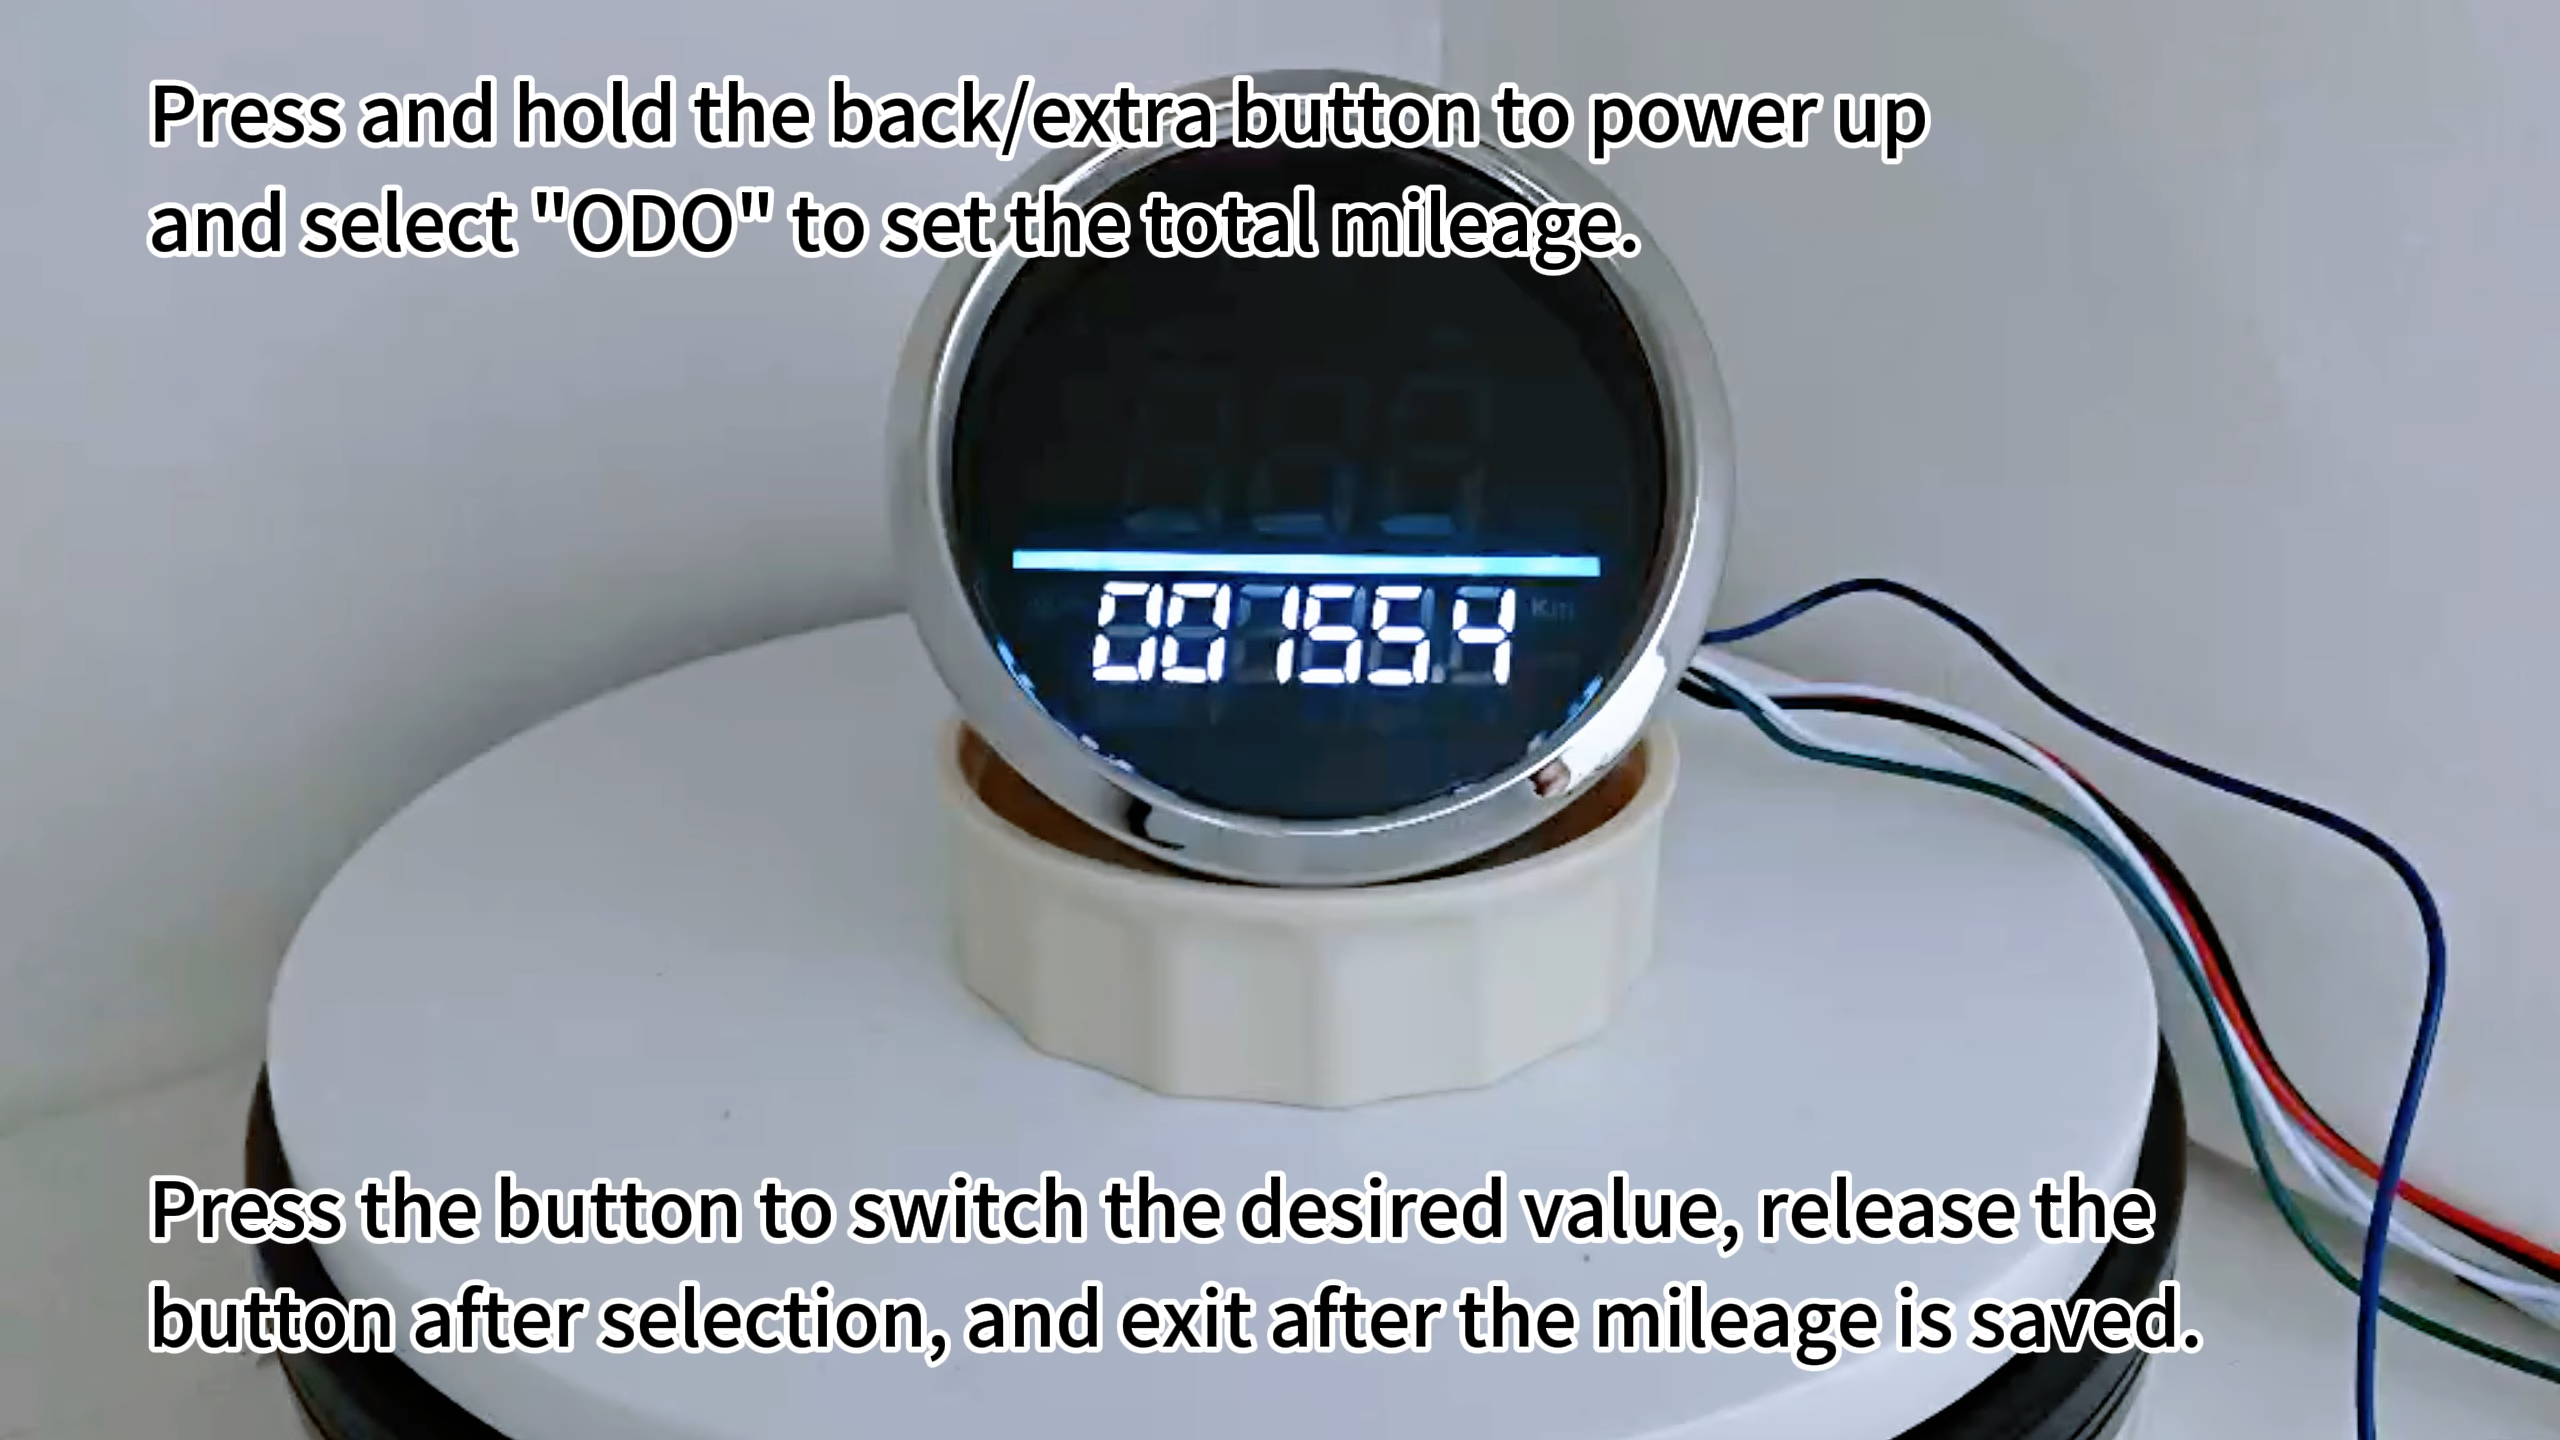 Press and hold the back/extra button to power up
and select "ODO" to set the total mileage.
00155.4 Km
Press the button to switch the desired value, release the
button after selection, and exit after the mileage is saved.